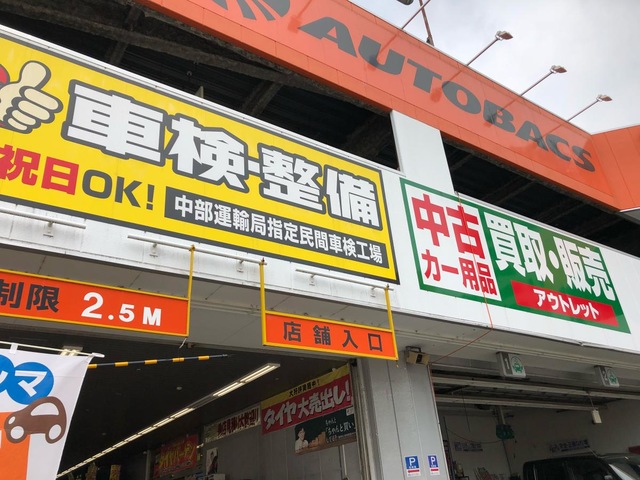 AUTOBACS
車検・整備
祝日OK!
中部運輸局指定民間車検工場
中古
カー用品
買取・販売
アウトレット
制限 2.5M
店舗入口
タイヤ大売出し!